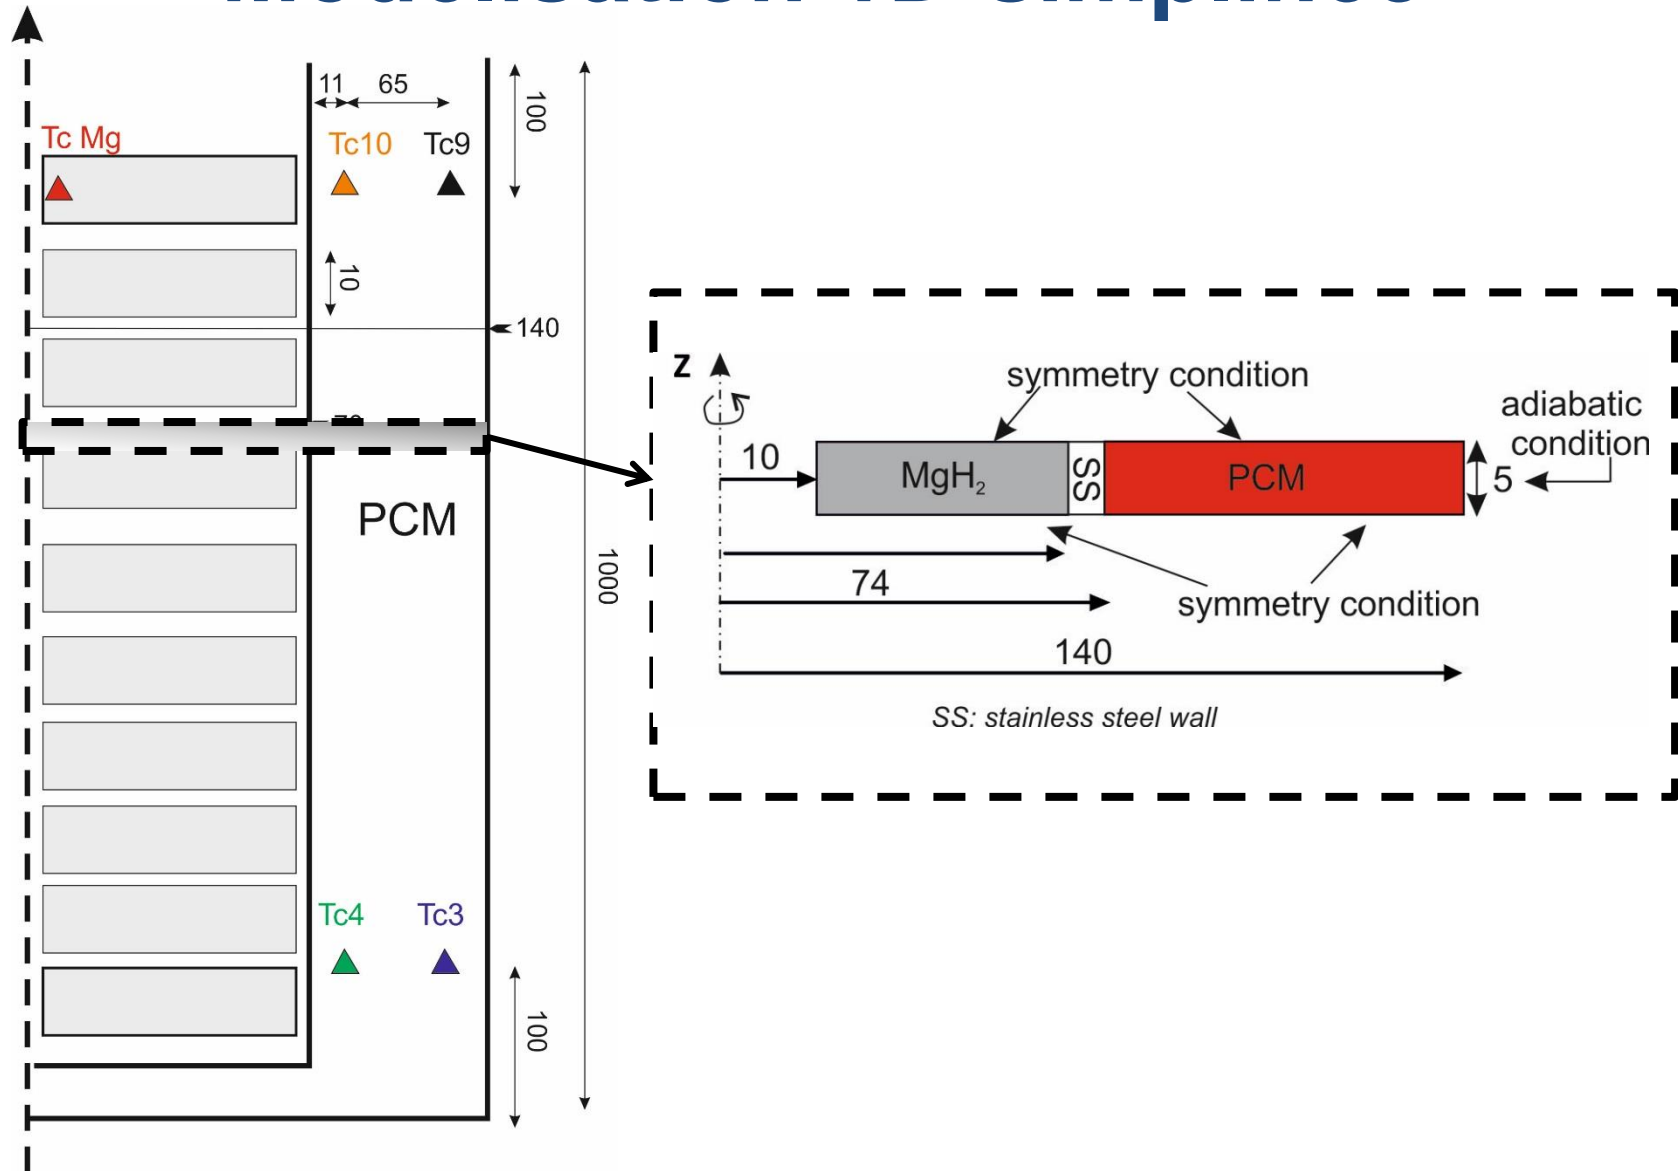 11 65
100
Tc Mg
Tc10 Tc9
10
140
PCM
1000
Tc4 Tc3
100
z
symmetry condition
adiabatic
condition
10
MgH₂
SS
PCM
5
74
symmetry condition
140
SS: stainless steel wall